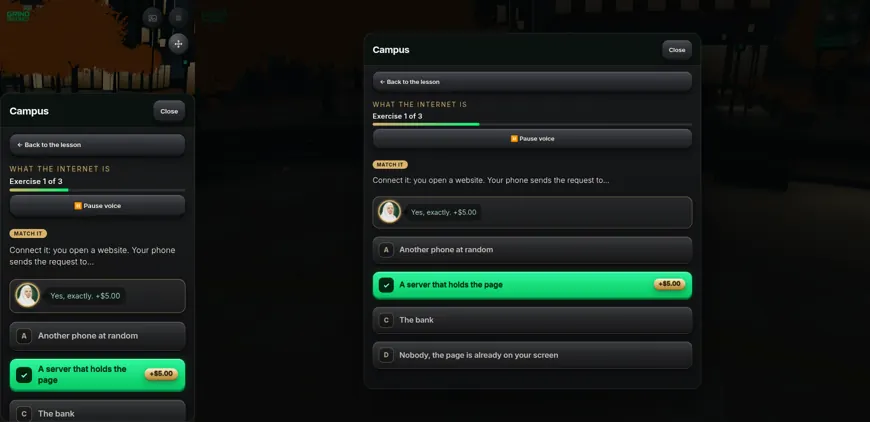 GRIND
Campus
Close
← Back to the lesson
WHAT THE INTERNET IS
Exercise 1 of 3
Pause voice
MATCH IT
Connect it: you open a website. Your phone
sends the request to...
Yes, exactly. +$5.00
A Another phone at random
A server that holds the
page
+$5.00
C The bank
Campus
Close
← Back to the lesson
WHAT THE INTERNET IS
Exercise 1 of 3
Pause voice
MATCH IT
Connect it: you open a website. Your phone sends the request to...
Yes, exactly. +$5.00
A Another phone at random
A server that holds the page
+$5.00
C The bank
D Nobody, the page is already on your screen